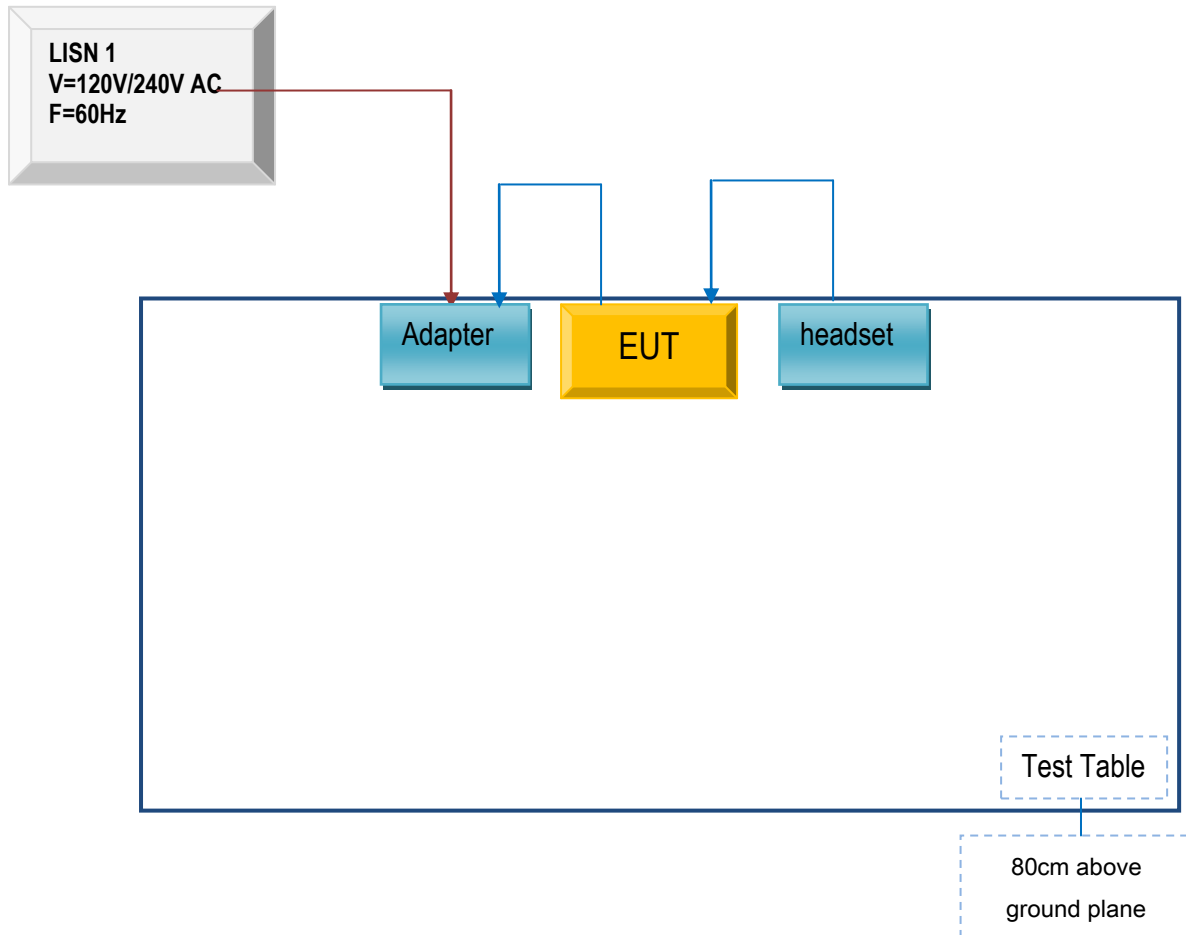 LISN 1
V=120V/240V AC
F=60Hz
Adapter
EUT
headset
Test Table
80cm above
ground plane